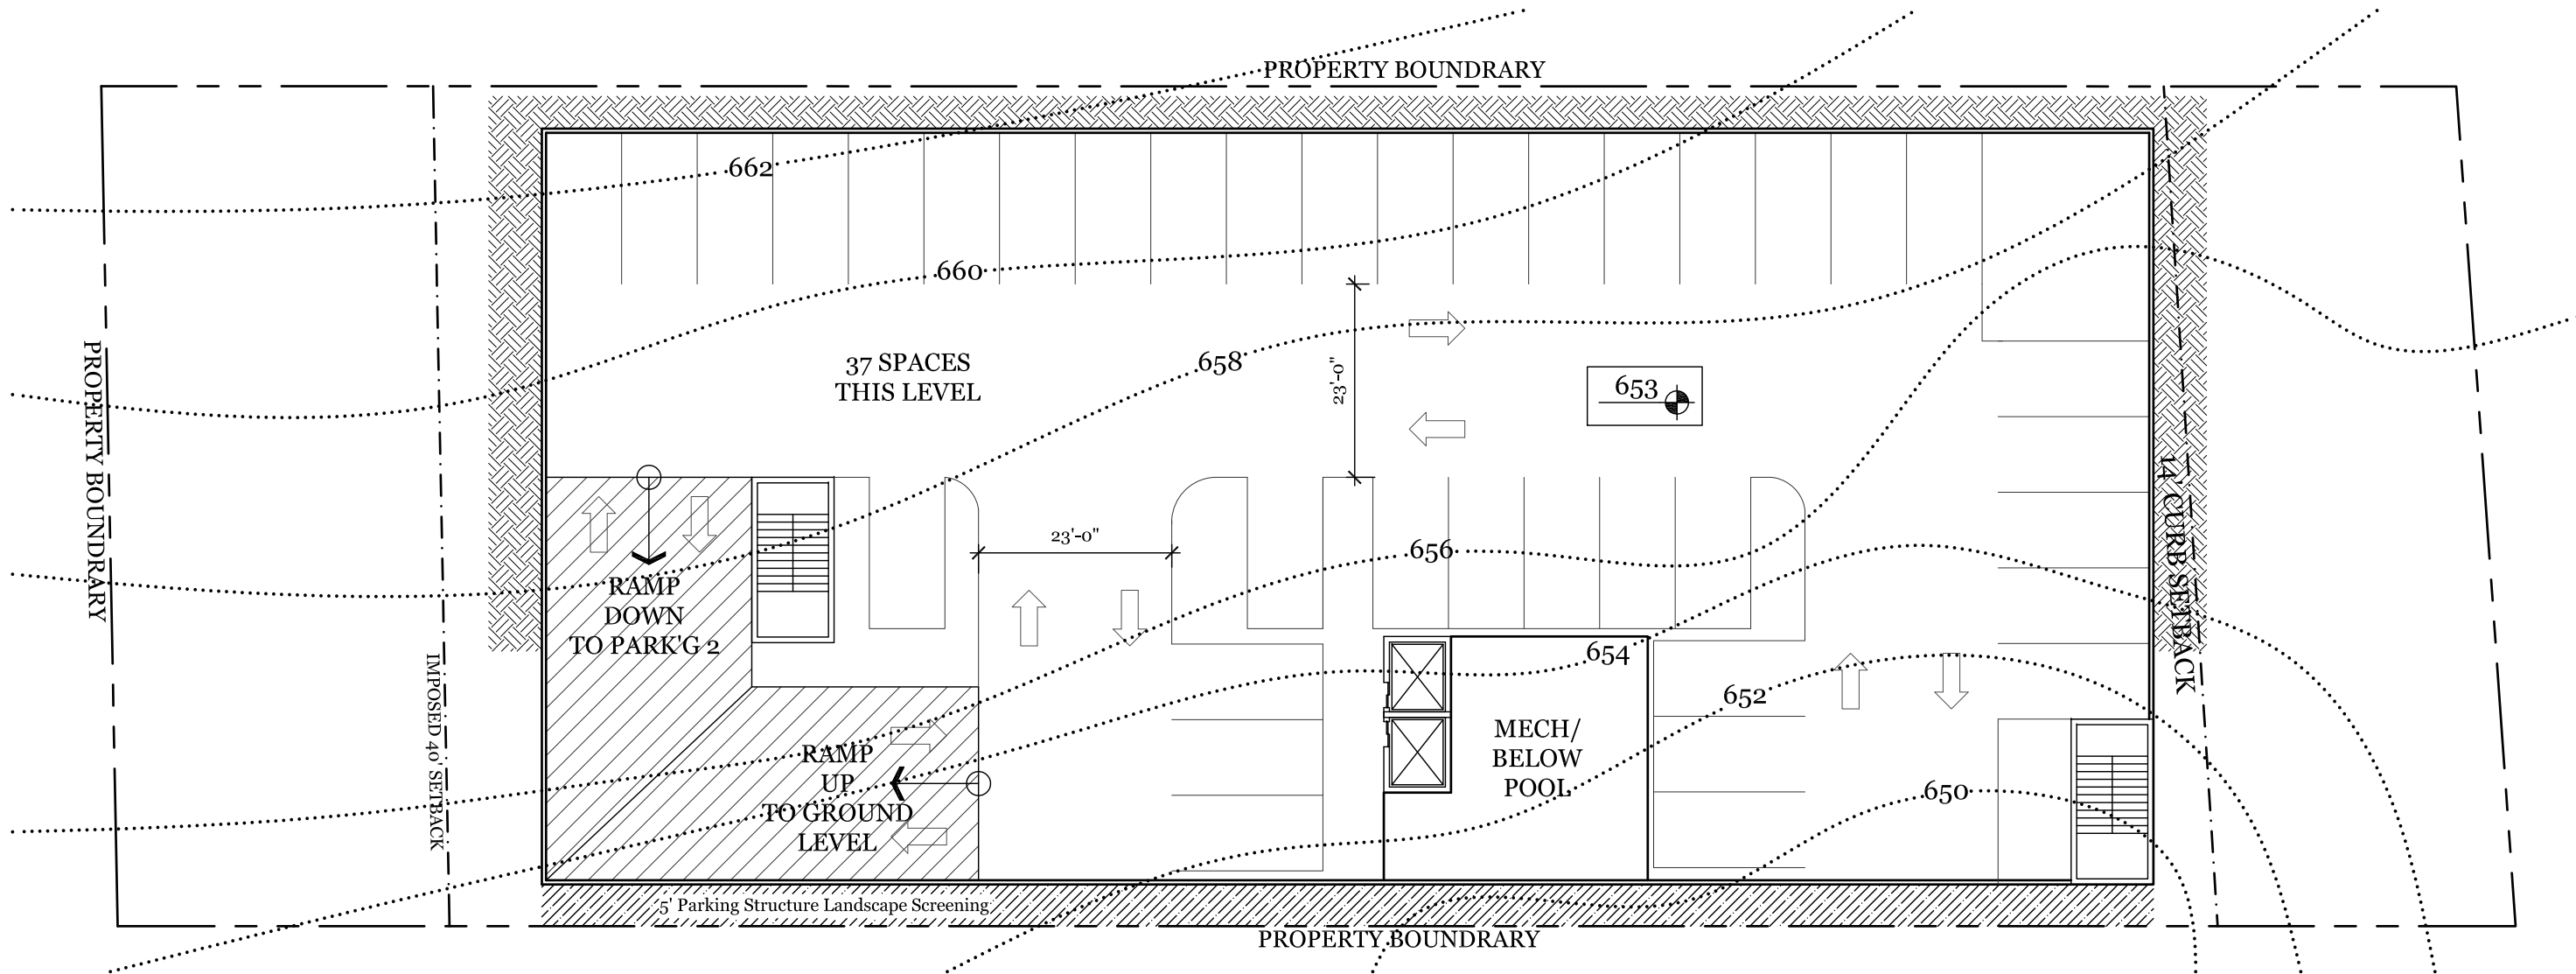 PROPERTY BOUNDRARY
662
660
658
37 SPACES
THIS LEVEL
23'-0"
653
PROPERTY BOUNDRARY
14' CURB SETBACK
23'-0"
656
RAMP
DOWN
TO PARK'G 2
654
652
IMPOSED 40' SETBACK
MECH/
BELOW
POOL
RAMP
UP
TO GROUND
LEVEL
650
5' Parking Structure Landscape Screening
PROPERTY BOUNDRARY